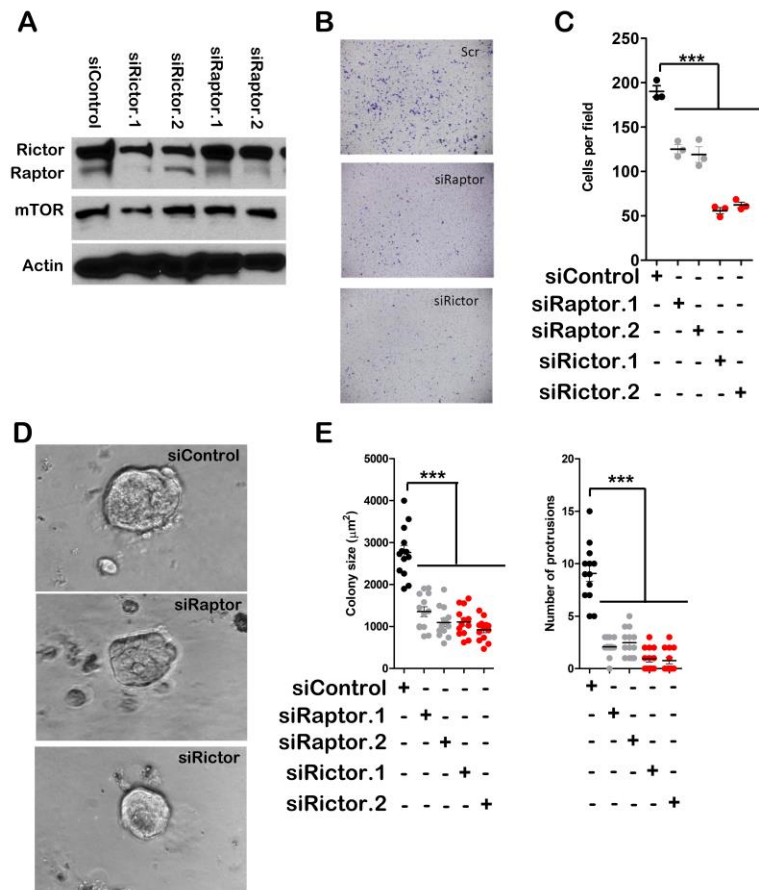 A
siControl
siRictor.1
siRictor.2
siRaptor.1
siRaptor.2
Rictor
Raptor
mTOR
Actin
B
Scr
siRaptor
siRictor
C
250
200
150
100
50
0
Cells per field
***
siControl + - - - -
siRaptor.1 - + - - -
siRaptor.2 - - + - -
siRictor.1 - - - + -
siRictor.2 - - - - +
D
siControl
siRaptor
siRictor
E
5000
4000
3000
2000
1000
0
Colony size (μm²)
***
siControl + - - - -
siRaptor.1 - + - - -
siRaptor.2 - - + - -
siRictor.1 - - - + -
siRictor.2 - - - - +
20
15
10
5
0
Number of protrusions
***
+ - - - -
- + - - -
- - + - -
- - - + -
- - - - +